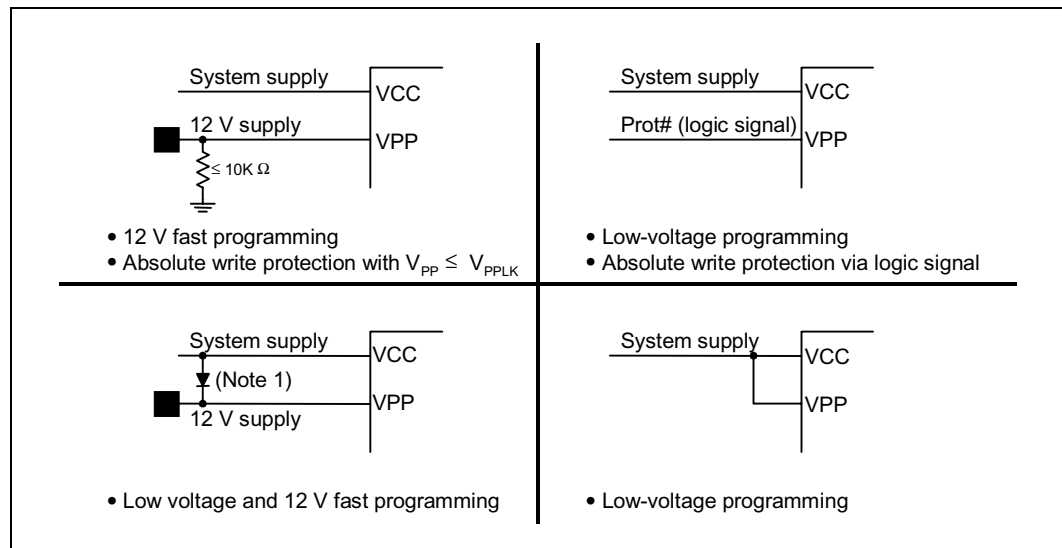 System supply
VCC
12 V supply
VPP
≤ 10K Ω
• 12 V fast programming
• Absolute write protection with VPP ≤ VPPLK
System supply
VCC
Prot# (logic signal)
VPP
• Low-voltage programming
• Absolute write protection via logic signal
System supply
VCC
(Note 1)
VPP
12 V supply
• Low voltage and 12 V fast programming
System supply
VCC
VPP
• Low-voltage programming